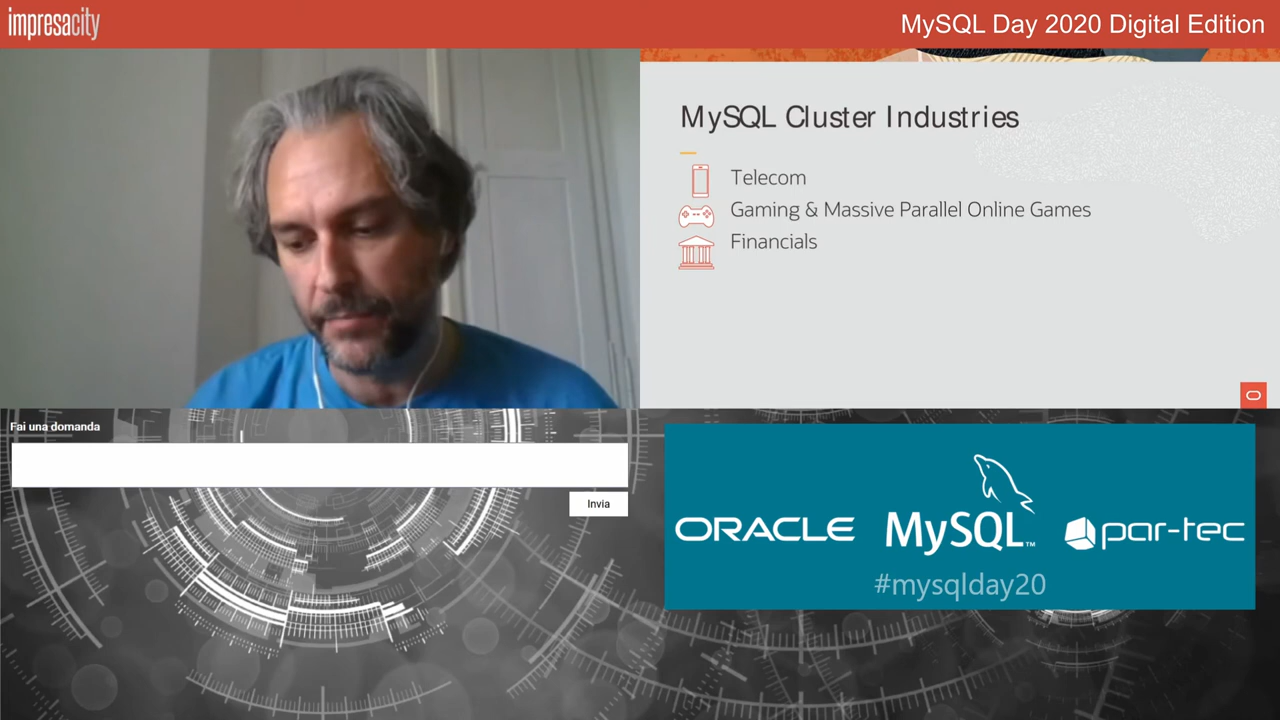 impresacity
MySQL Day 2020 Digital Edition
MySQL Cluster Industries
Telecom
Gaming & Massive Parallel Online Games
Financials
Fai una domanda
Invia
ORACLE
MySQL™
par-tec
#mysqlday20